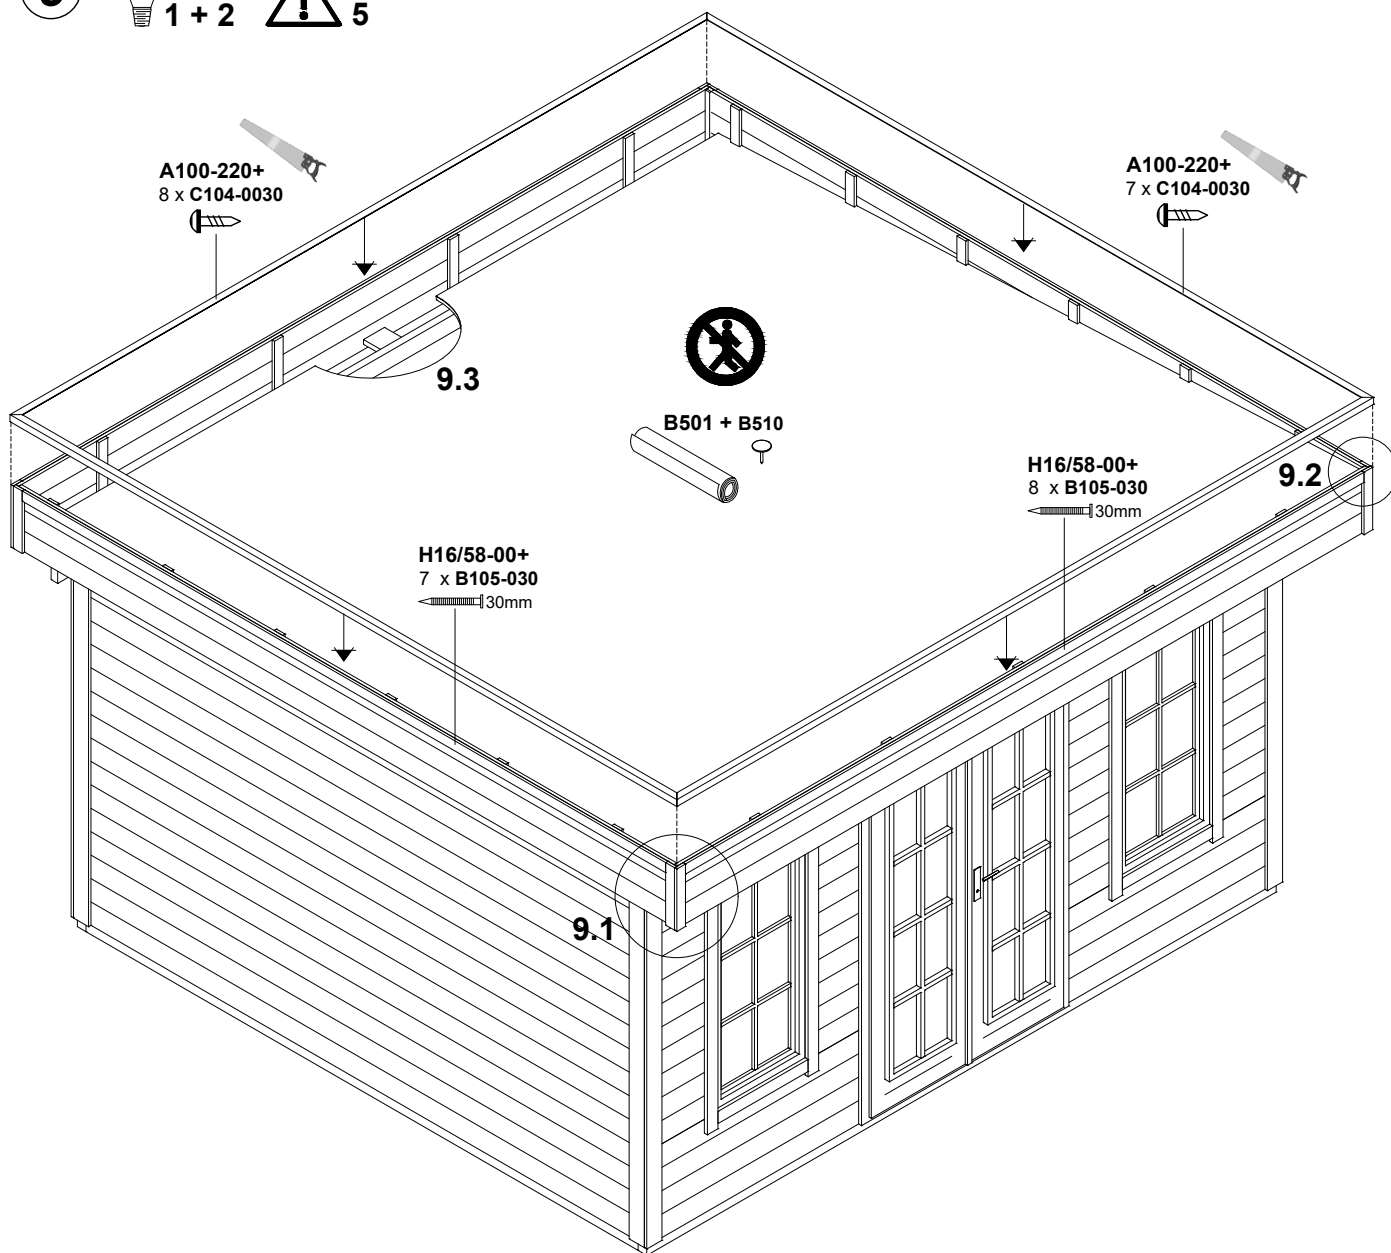 1 + 2
5
A100-220+
8 x C104-0030
A100-220+
7 x C104-0030
9.3
B501 + B510
H16/58-00+
8 x B105-030
30mm
9.2
H16/58-00+
7 x B105-030
30mm
9.1